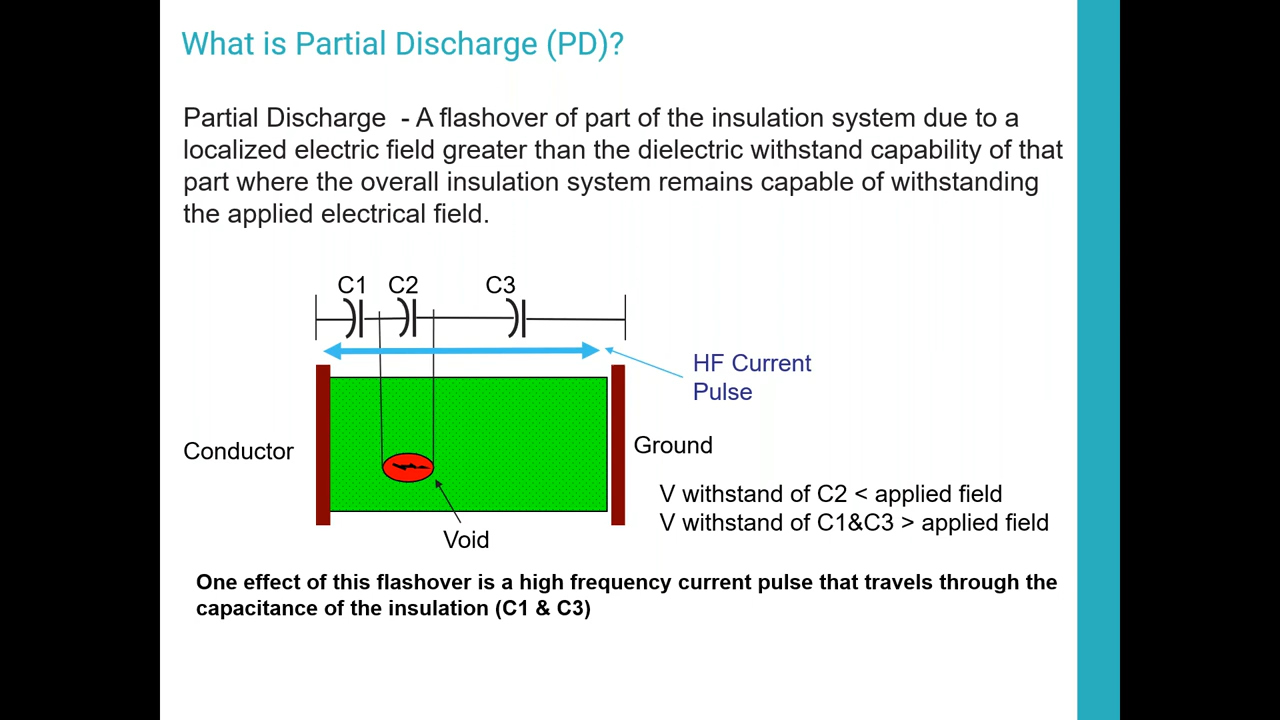 What is Partial Discharge (PD)?
Partial Discharge - A flashover of part of the insulation system due to a
localized electric field greater than the dielectric withstand capability of that
part where the overall insulation system remains capable of withstanding
the applied electrical field.
C1 C2 C3
HF Current
Pulse
Conductor
Ground
V withstand of C2 < applied field
V withstand of C1&C3 > applied field
Void
One effect of this flashover is a high frequency current pulse that travels through the
capacitance of the insulation (C1 & C3)